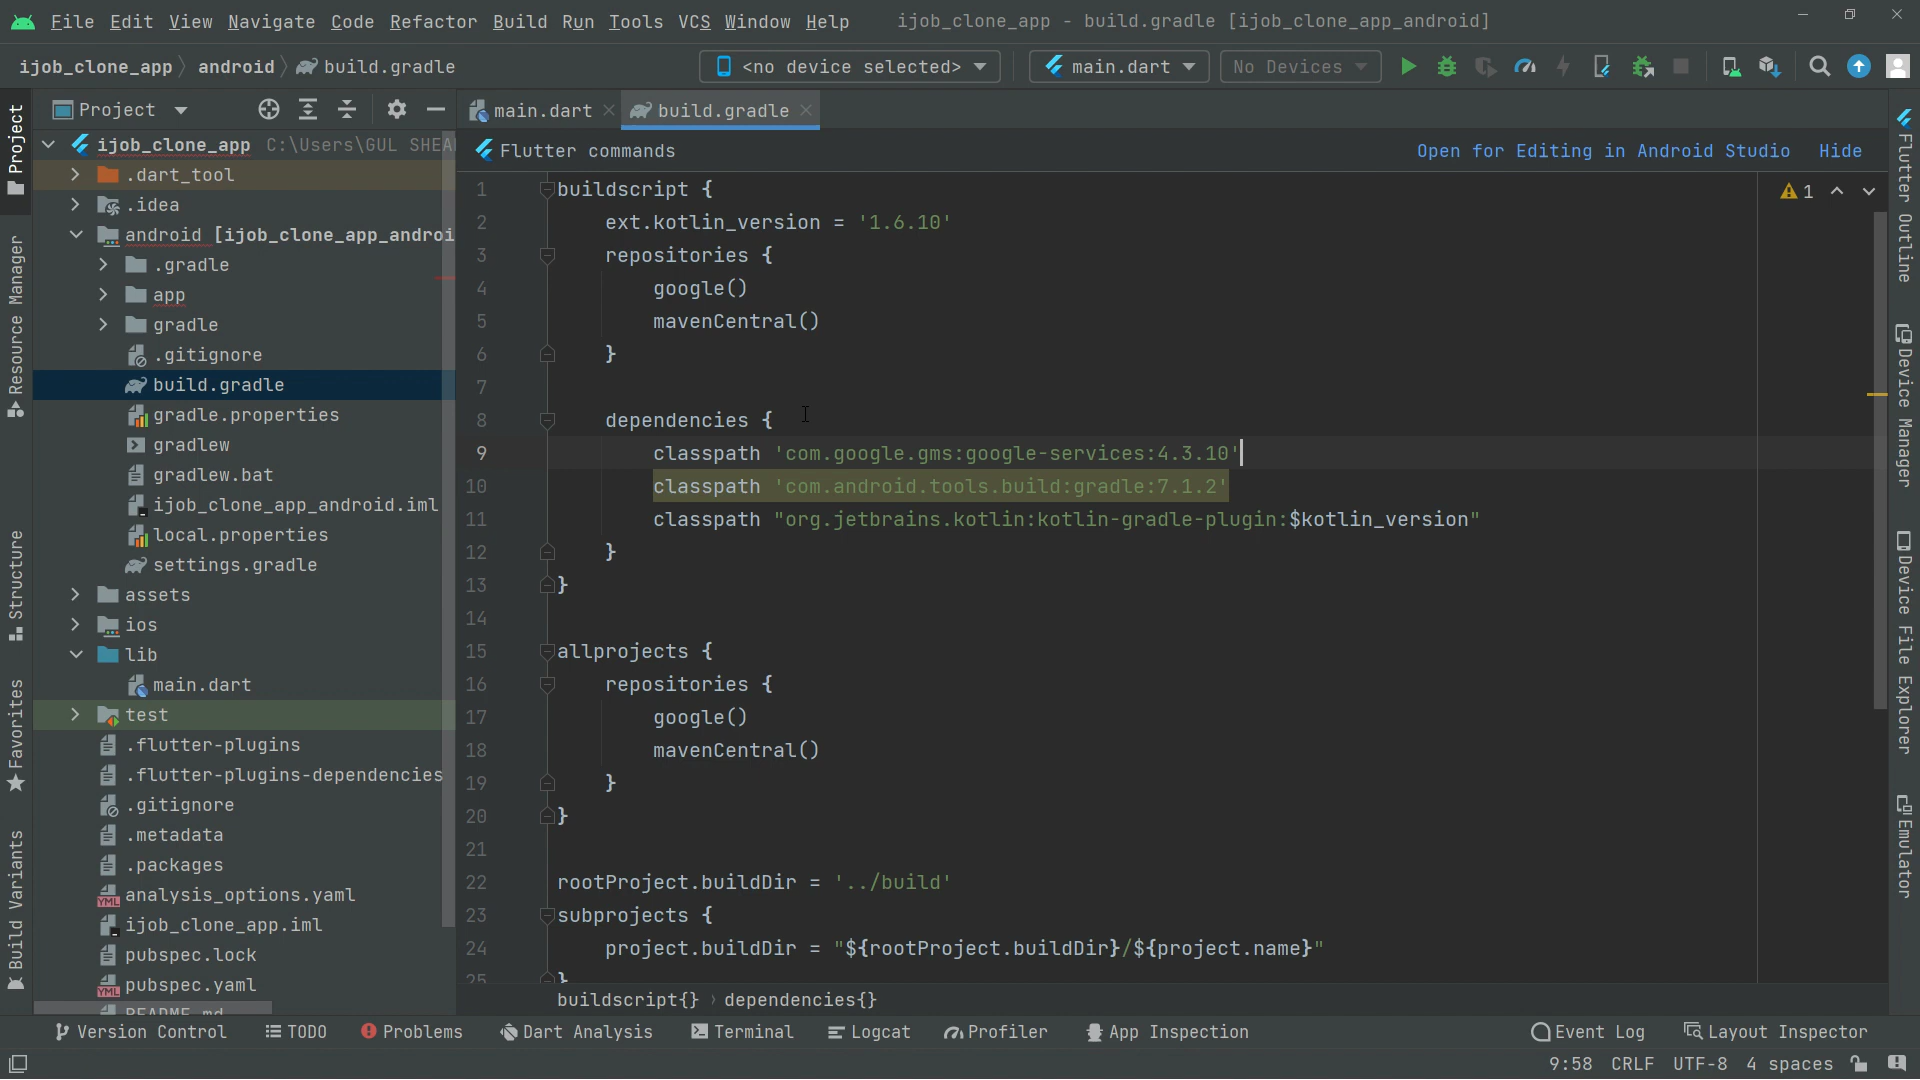 File Edit View Navigate Code Refactor Build Run Tools VCS Window Help ijob_clone_app - build.gradle [ijob_clone_app_android]
ijob_clone_app android build.gradle <no device selected> main.dart No Devices
Project main.dart build.gradle
Flutter commands Open for Editing in Android Studio Hide
ijob_clone_app C:\Users\GUL SHEA
.dart_tool
.idea
android [ijob_clone_app_androi
.gradle
app
gradle
.gitignore
build.gradle
gradle.properties
gradlew
gradlew.bat
ijob_clone_app_android.iml
local.properties
settings.gradle
assets
ios
lib
main.dart
test
.flutter-plugins
.flutter-plugins-dependencies
.gitignore
.metadata
.packages
analysis_options.yaml
ijob_clone_app.iml
pubspec.lock
pubspec.yaml
README.md
1 buildscript {
2 ext.kotlin_version = '1.6.10'
3 repositories {
4 google()
5 mavenCentral()
6 }
7
8 dependencies {
9 classpath 'com.google.gms:google-services:4.3.10'
10 classpath 'com.android.tools.build:gradle:7.1.2'
11 classpath "org.jetbrains.kotlin:kotlin-gradle-plugin:$kotlin_version"
12 }
13 }
14
15 allprojects {
16 repositories {
17 google()
18 mavenCentral()
19 }
20 }
21
22 rootProject.buildDir = '../build'
23 subprojects {
24 project.buildDir = "${rootProject.buildDir}/${project.name}"
25 }
1
buildscript{} › dependencies{}
Project
Resource Manager
Structure
Favorites
Build Variants
Flutter Outline
Device Manager
Device File Explorer
Emulator
Version Control TODO Problems Dart Analysis Terminal Logcat Profiler App Inspection Event Log Layout Inspector
9:58 CRLF UTF-8 4 spaces